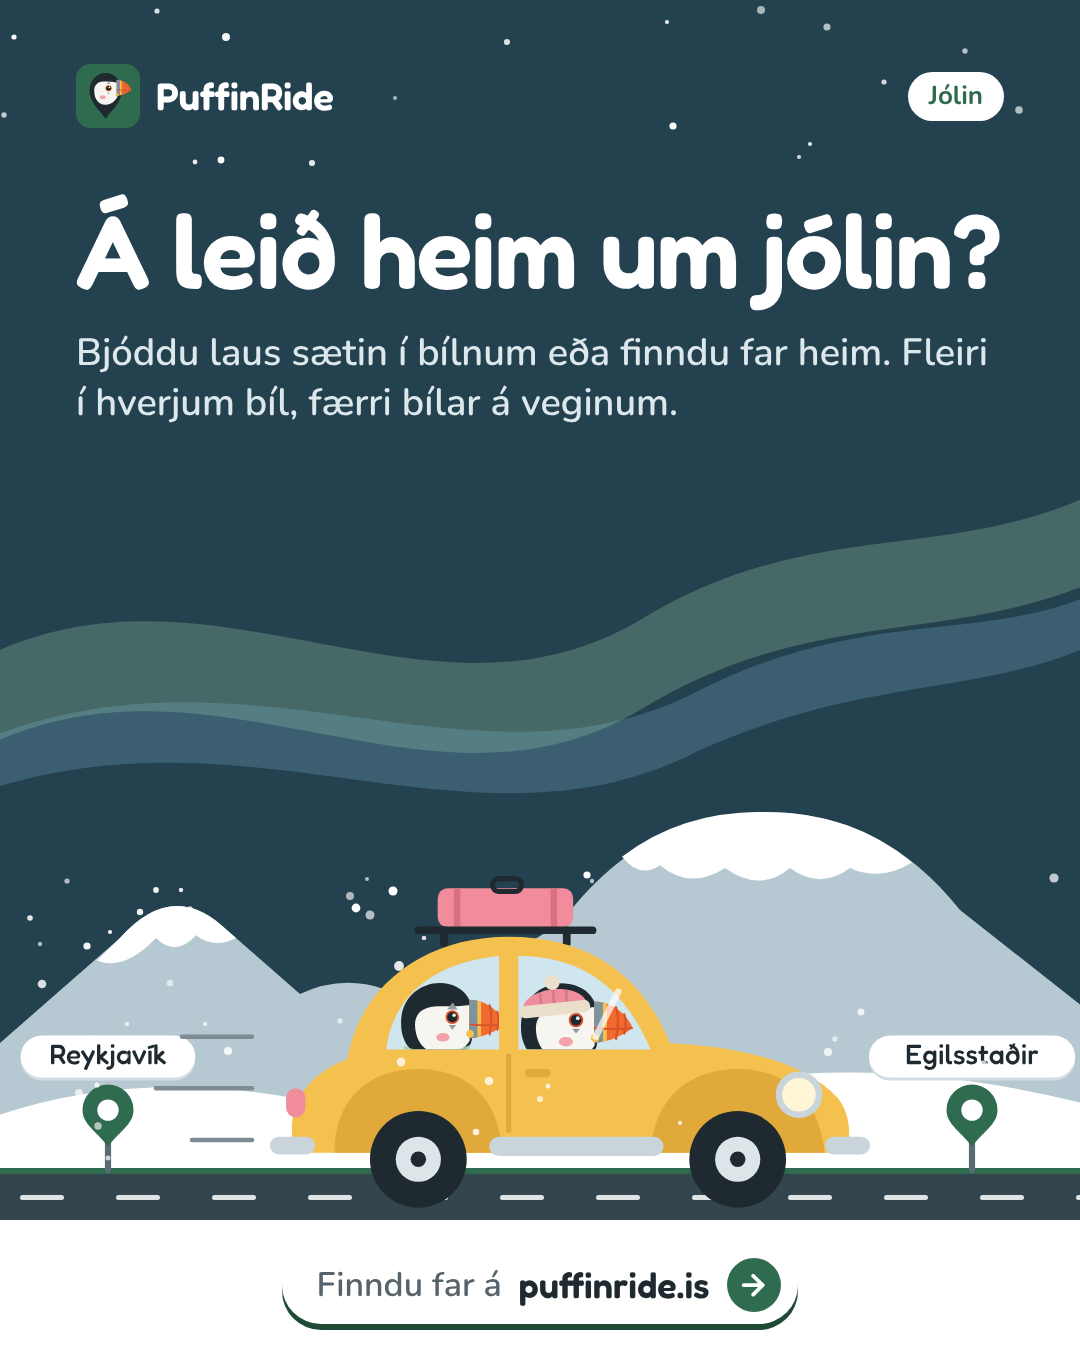 PuffinRide
Jólin
Á leið heim um jólin?
Bjóddu laus sætin í bílnum eða finndu far heim. Fleiri
í hverjum bíl, færri bílar á veginum.
Reykjavík
Egilsstaðir
Finndu far á puffinride.is